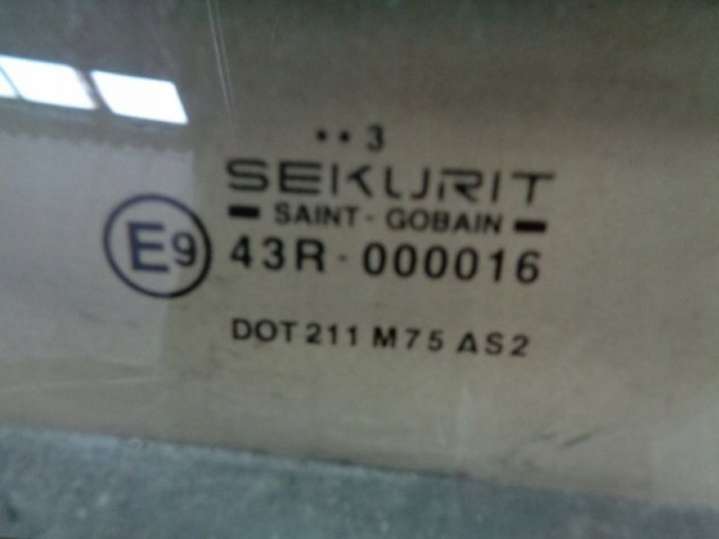 ••3
SEKURIT
SAINT-GOBAIN
E9 43R-000016
DOT 211 M75 AS2